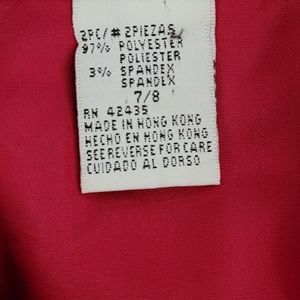 2PC/# 2PIEZAS
97% POLYESTER
POLIESTER
3% SPANDEX
SPANDEX
7/8
RN 42435
MADE IN HONG KONG
HECHO EN HONG KONG
SEE REVERSE FOR CARE
CUIDADO AL DORSO